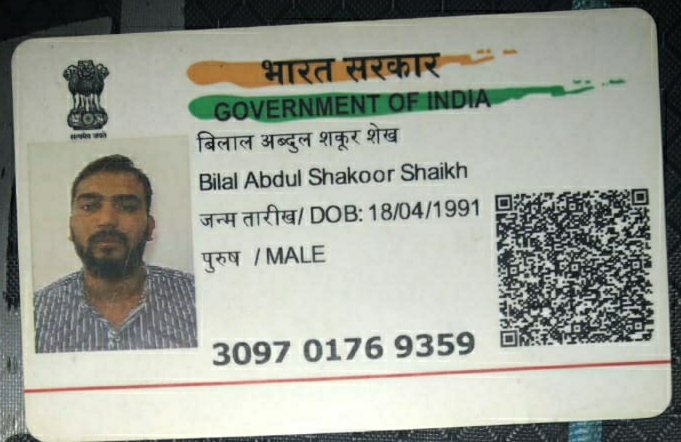 भारत सरकार
GOVERNMENT OF INDIA
सत्यमेव जयते
बिलाल अब्दुल शकूर शेख
Bilal Abdul Shakoor Shaikh
जन्म तारीख/ DOB: 18/04/1991
पुरुष / MALE
3097 0176 9359